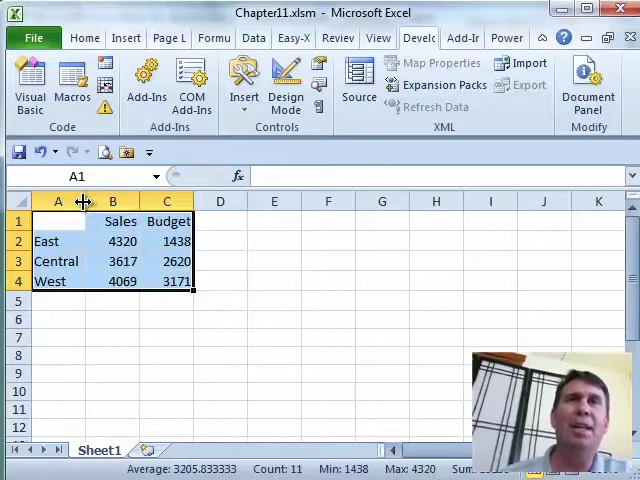 Chapter11.xlsm - Microsoft Excel
File Home Insert Page L Formu Data Easy-X Review View Develc Add-Ir Power
Visual Basic Macros Add-Ins COM Add-Ins Insert Design Mode Source Map Properties Expansion Packs Refresh Data Import Export Document Panel
Code Add-Ins Controls XML Modify
A1 fx
A B C D E F G H I J K
1 Sales Budget
2 East 4320 1438
3 Central 3617 2620
4 West 4069 3171
5
6
7
8
9
10
11
12
Sheet1
Average: 3205.833333 Count: 11 Min: 1438 Max: 4320